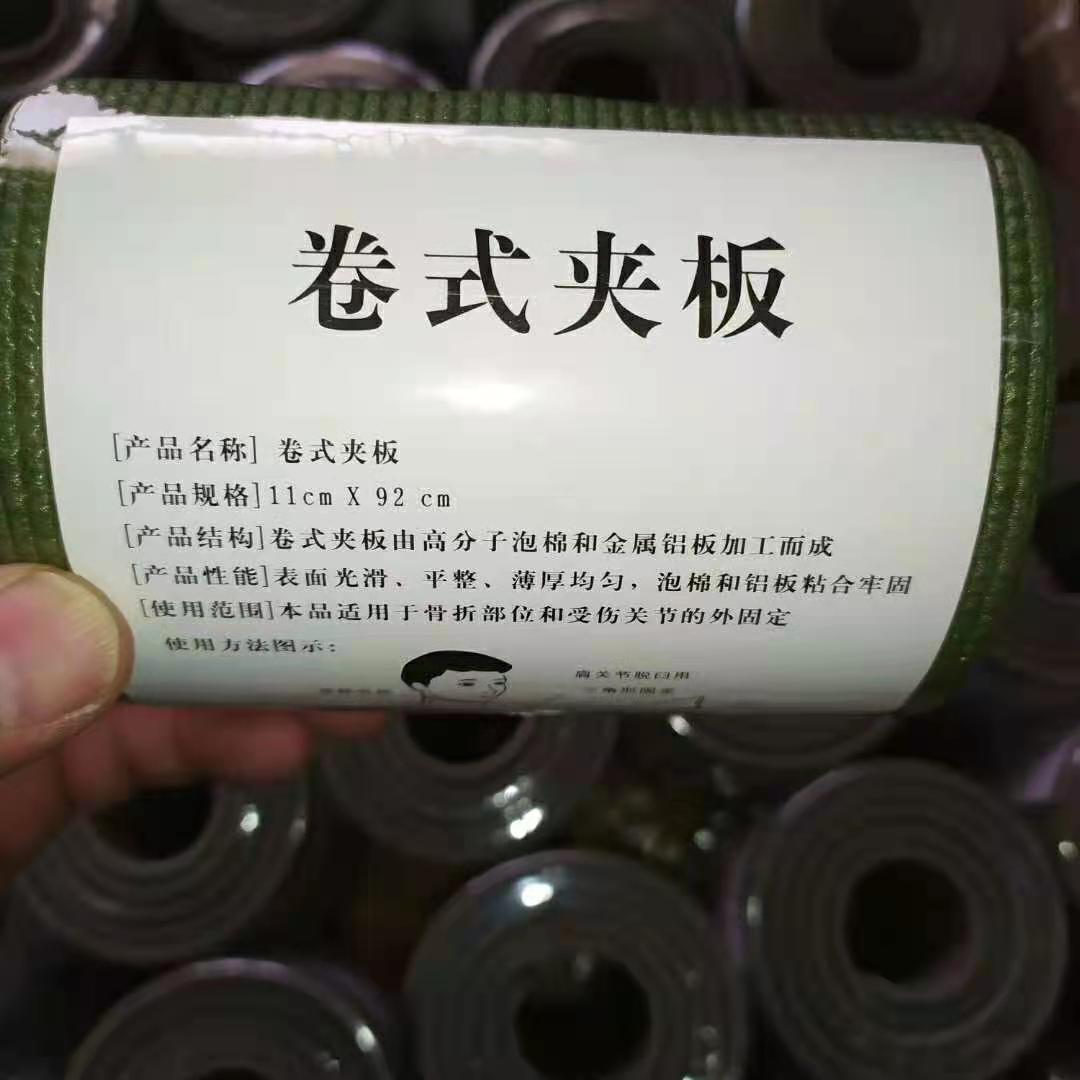 卷式夹板
[产品名称] 卷式夹板
[产品规格]11cm X 92 cm
[产品结构]卷式夹板由高分子泡棉和金属铝板加工而成
[产品性能]表面光滑、平整、薄厚均匀，泡棉和铝板粘合牢固
[使用范围]本品适用于骨折部位和受伤关节的外固定
使用方法图示：
肩关节脱臼用